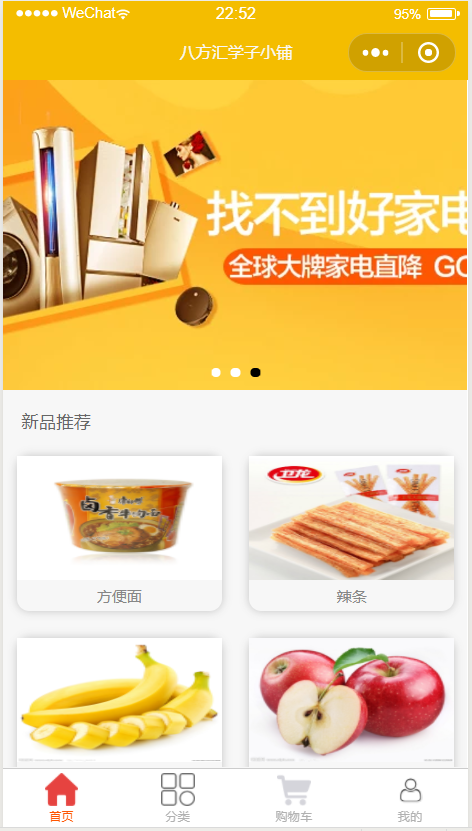 WeChat
22:52
95%
八方汇学子小铺
找不到好家电
全球大牌家电直降 GO
新品推荐
卤香牛肉面
卫龙
方便面
辣条
首页
分类
购物车
我的